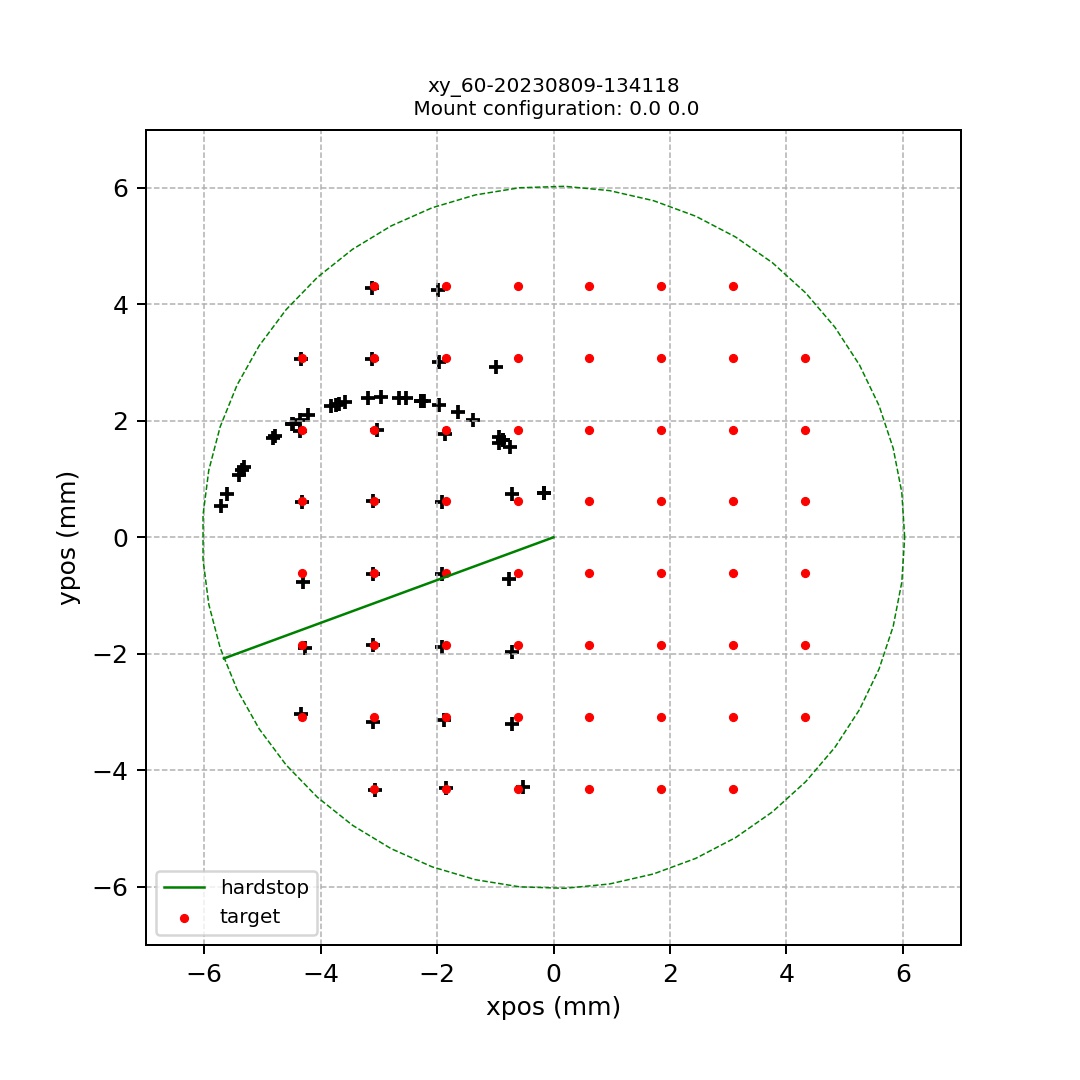 xy_60-20230809-134118
Mount configuration: 0.0 0.0
6
4
2
0
−2
−4
−6
ypos (mm)
hardstop
target
−6 −4 −2 0 2 4 6
xpos (mm)